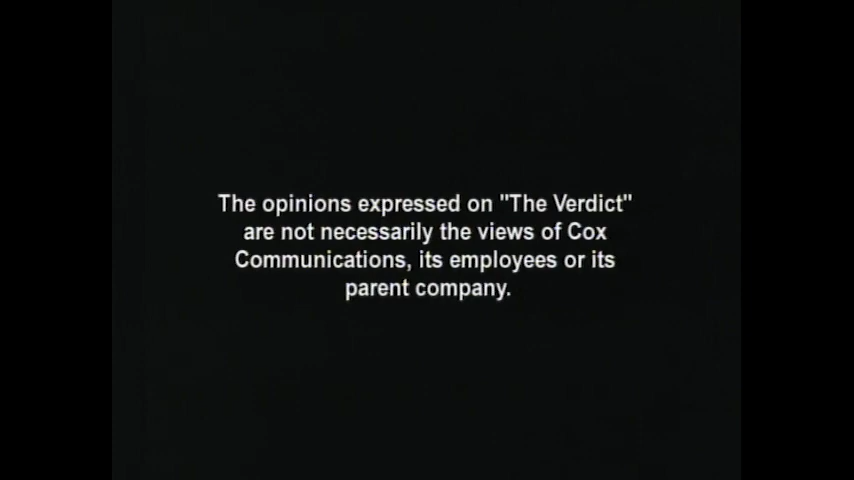 The opinions expressed on "The Verdict"
are not necessarily the views of Cox
Communications, its employees or its
parent company.